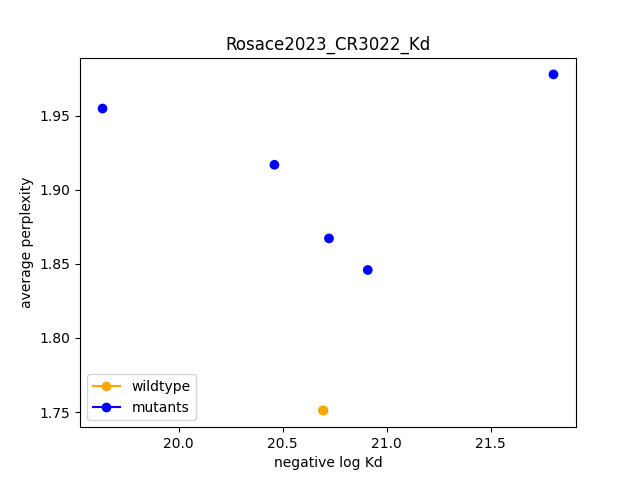 Rosace2023_CR3022_Kd
1.95
1.90
1.85
1.80
1.75
average perplexity
wildtype
mutants
20.0 20.5 21.0 21.5
negative log Kd